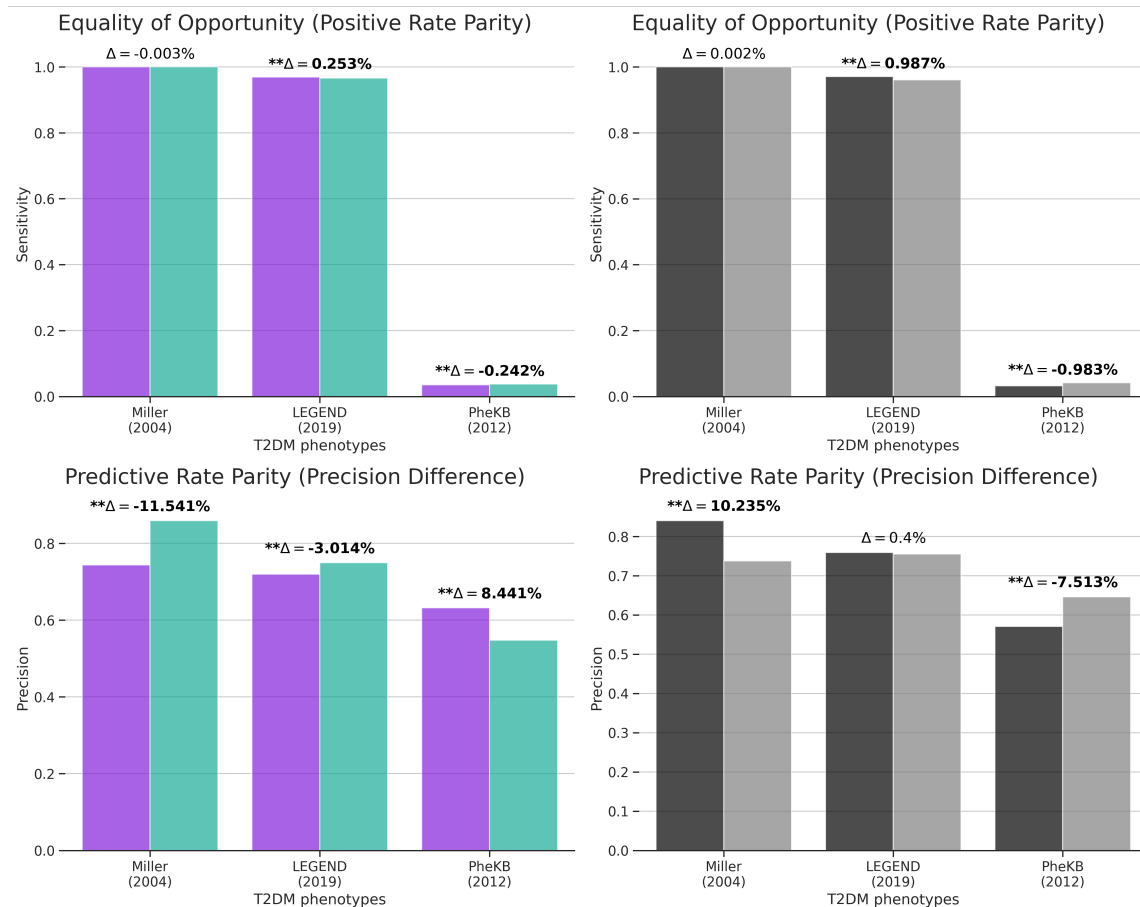 Equality of Opportunity (Positive Rate Parity)
Δ = -0.003%
**Δ = 0.253%
**Δ = -0.242%
1.0
0.8
0.6
0.4
0.2
0.0
Sensitivity
Miller
(2004)
LEGEND
(2019)
PheKB
(2012)
T2DM phenotypes
Equality of Opportunity (Positive Rate Parity)
Δ = 0.002%
**Δ = 0.987%
**Δ = -0.983%
1.0
0.8
0.6
0.4
0.2
0.0
Sensitivity
Miller
(2004)
LEGEND
(2019)
PheKB
(2012)
T2DM phenotypes
Predictive Rate Parity (Precision Difference)
**Δ = -11.541%
**Δ = -3.014%
**Δ = 8.441%
0.8
0.6
0.4
0.2
0.0
Precision
Miller
(2004)
LEGEND
(2019)
PheKB
(2012)
T2DM phenotypes
Predictive Rate Parity (Precision Difference)
**Δ = 10.235%
Δ = 0.4%
**Δ = -7.513%
0.8
0.7
0.6
0.5
0.4
0.3
0.2
0.1
0.0
Precision
Miller
(2004)
LEGEND
(2019)
PheKB
(2012)
T2DM phenotypes